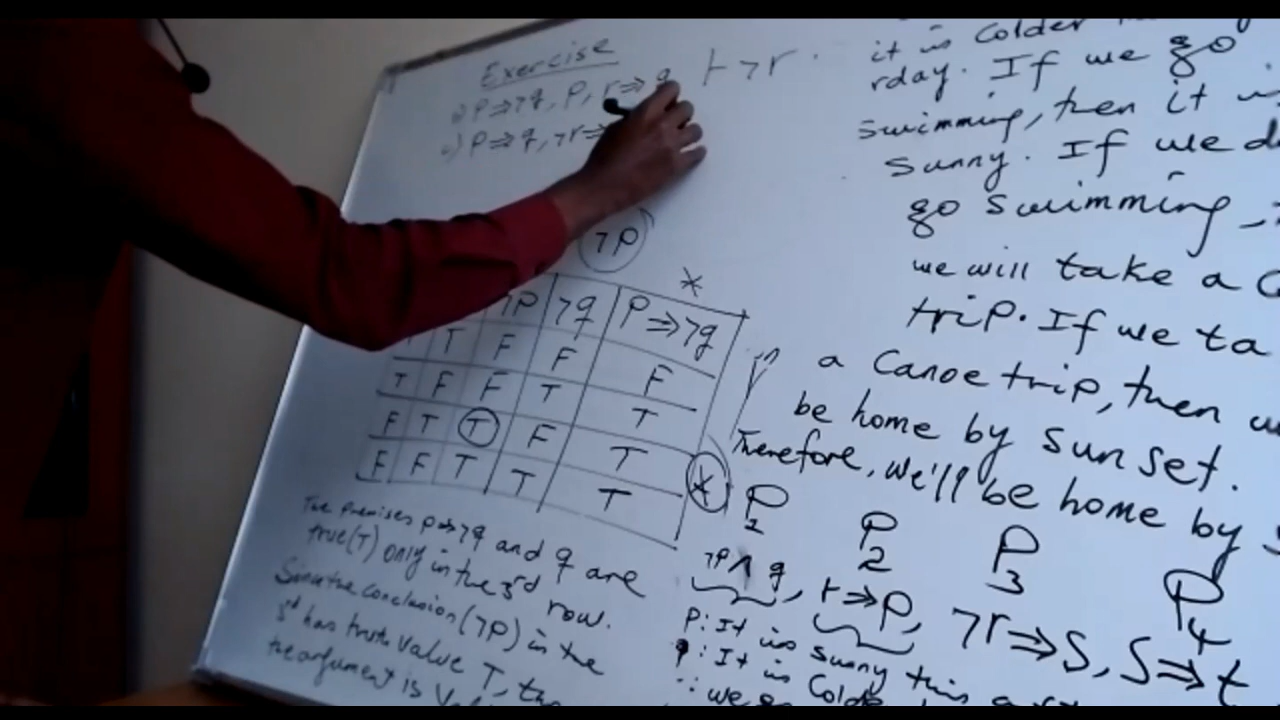 Exercise
P⇒¬q, P, r⇒q ⊢ ¬r.
P⇒q, ¬r⇒
¬P
*
¬P ¬q P⇒¬q
T F F F
T F F T T
F T T F T
F F T T T
*
The premises p⇒¬q and q are
true(T) only in the 3rd row.
Since the conclusion (¬P) in the
3rd has truth value T, the
the argument is
it is Colder
rday. If we go
swimming, then it
sunny. If we d
go swimming,
we will take a C
trip. If we ta
a Canoe trip, then
be home by sunset.
Therefore, we'll be home by
P1 P2 P3 P4
¬P ∧ q, r⇒P, ¬r⇒S, S⇒t
P: It is sunny this
: It is Colde
: we